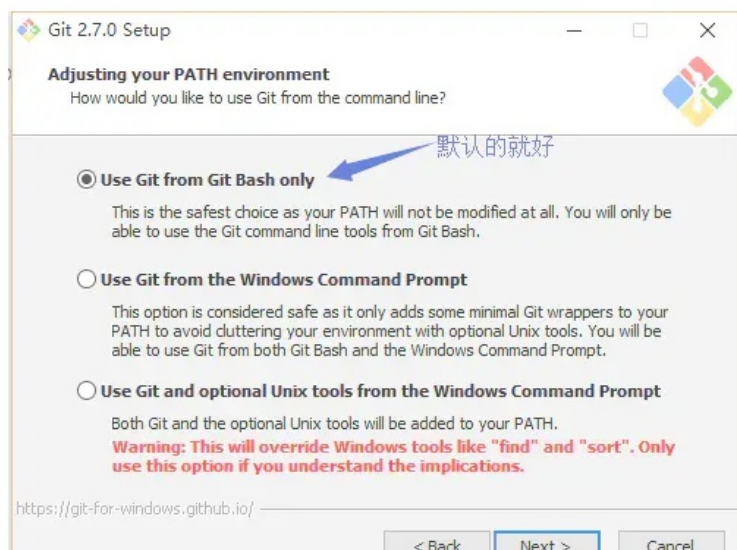 Git 2.7.0 Setup
Adjusting your PATH environment
How would you like to use Git from the command line?
默认的就好
Use Git from Git Bash only
This is the safest choice as your PATH will not be modified at all. You will only be
able to use the Git command line tools from Git Bash.
Use Git from the Windows Command Prompt
This option is considered safe as it only adds some minimal Git wrappers to your
PATH to avoid cluttering your environment with optional Unix tools. You will be
able to use Git from both Git Bash and the Windows Command Prompt.
Use Git and optional Unix tools from the Windows Command Prompt
Both Git and the optional Unix tools will be added to your PATH.
Warning: This will override Windows tools like "find" and "sort". Only
use this option if you understand the implications.
https://git-for-windows.github.io/
< Back Next > Cancel